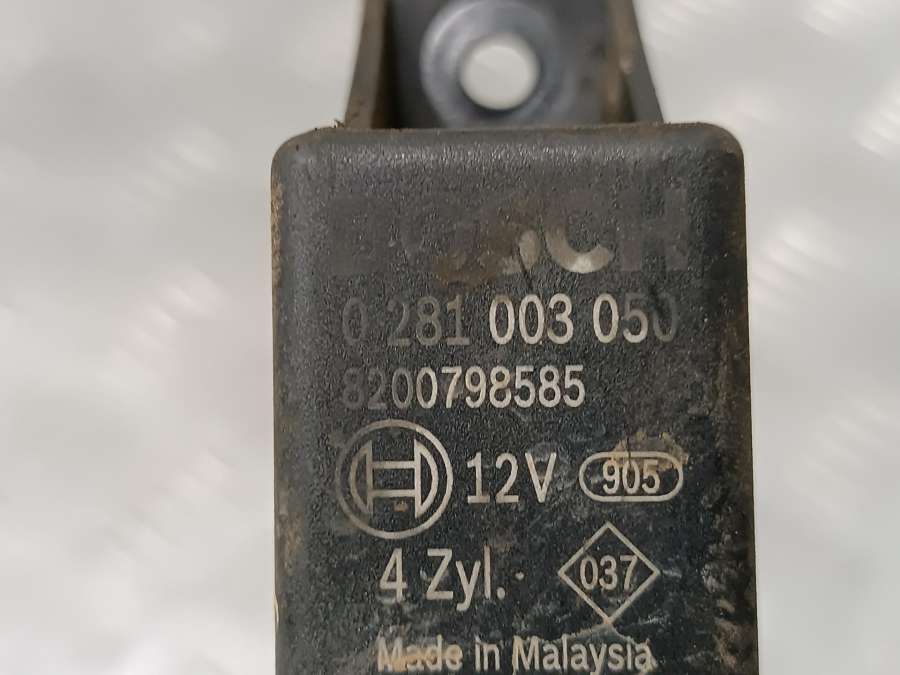 BOSCH
0 281 003 050
8200798585
12V 905
4 Zyl. 037
Made in Malaysia